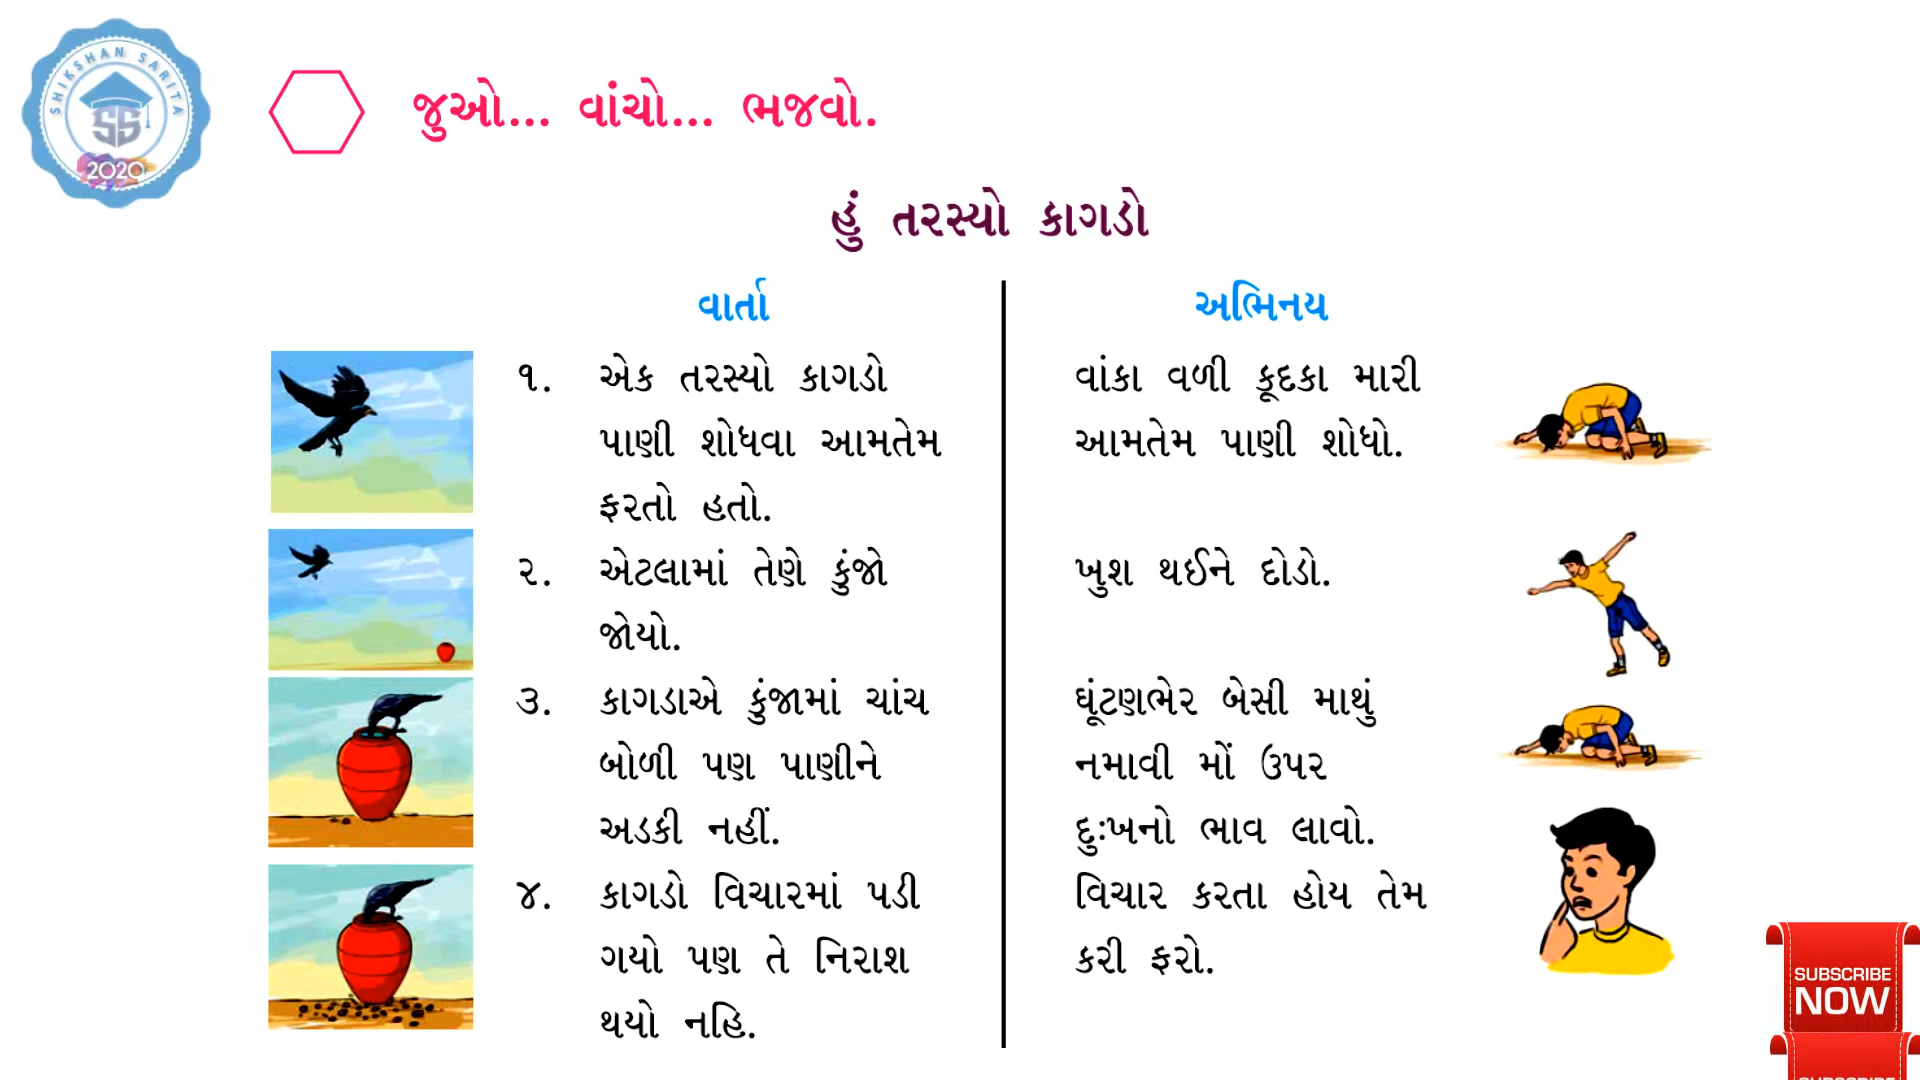 SHIKSHAN SARITA
SS
2020
જુઓ... વાંચો... ભજવો.
હું તરસ્યો કાગડો
વાર્તા
૧. એક તરસ્યો કાગડો
પાણી શોધવા આમતેમ
ફરતો હતો.
૨. એટલામાં તેણે કુંજો
જોયો.
૩. કાગડાએ કુંજામાં ચાંચ
બોળી પણ પાણીને
અડકી નહીં.
૪. કાગડો વિચારમાં પડી
ગયો પણ તે નિરાશ
થયો નહિ.
અભિનય
વાંકા વળી કૂદકા મારી
આમતેમ પાણી શોધો.
ખુશ થઈને દોડો.
ઘૂંટણભેર બેસી માથું
નમાવી મોં ઉપર
દુઃખનો ભાવ લાવો.
વિચાર કરતા હોય તેમ
કરી ફરો.
SUBSCRIBE
NOW
SUBSCRIBE